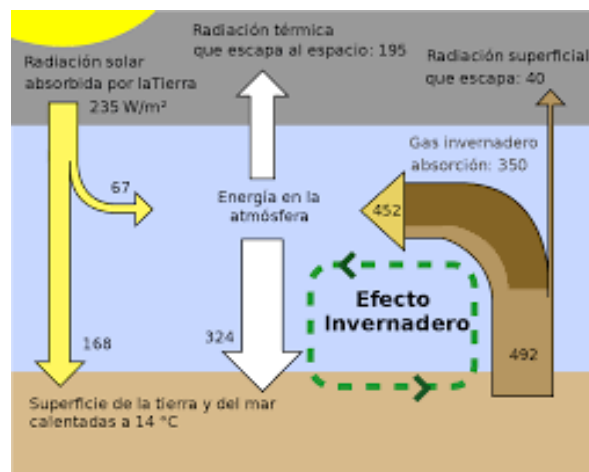 Radiación térmica
que escapa al espacio: 195
Radiación solar
absorbida por laTierra
235 W/m²
Radiación superficial
que escapa: 40
Gas invernadero
absorción: 350
67
Energía en la
atmósfera
452
Efecto
Invernadero
168
324
492
Superficie de la tierra y del mar
calentadas a 14 °C